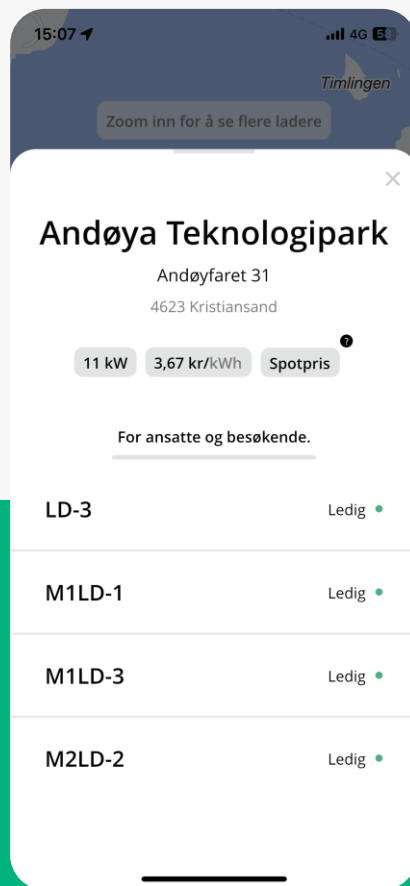 15:07 4G 58
Timlingen
Zoom inn for å se flere ladere
Andøya Teknologipark
Andøyfaret 31
4623 Kristiansand
?
11 kW 3,67 kr/kWh Spotpris
For ansatte og besøkende.
LD-3 Ledig
M1LD-1 Ledig
M1LD-3 Ledig
M2LD-2 Ledig